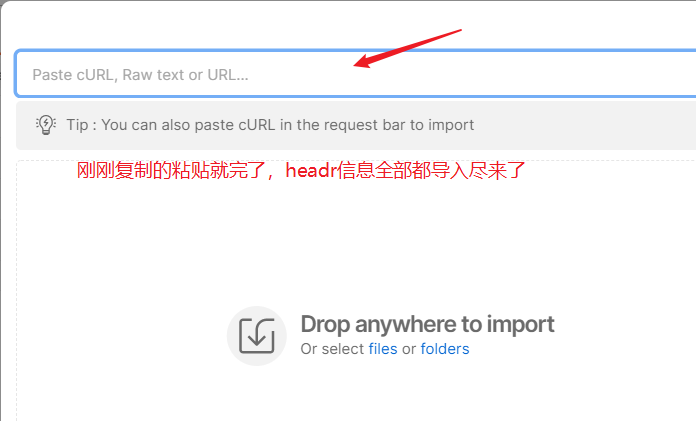 Paste cURL, Raw text or URL...
Tip : You can also paste cURL in the request bar to import
刚刚复制的粘贴就完了，headr信息全部都导入尽来了
Drop anywhere to import
Or select files or folders